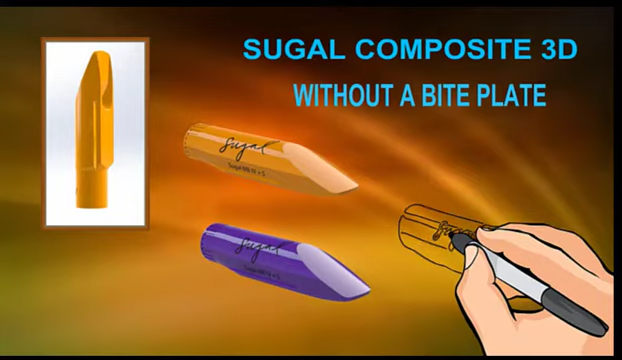 SUGAL COMPOSITE 3D
WITHOUT A BITE PLATE
Sugal
Sugal